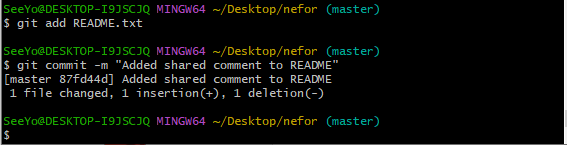 SeeYo@DESKTOP-I9JSCJQ MINGW64 ~/Desktop/nefor (master)
$ git add README.txt
SeeYo@DESKTOP-I9JSCJQ MINGW64 ~/Desktop/nefor (master)
$ git commit -m "Added shared comment to README"
[master 87fd44d] Added shared comment to README
 1 file changed, 1 insertion(+), 1 deletion(-)
SeeYo@DESKTOP-I9JSCJQ MINGW64 ~/Desktop/nefor (master)
$